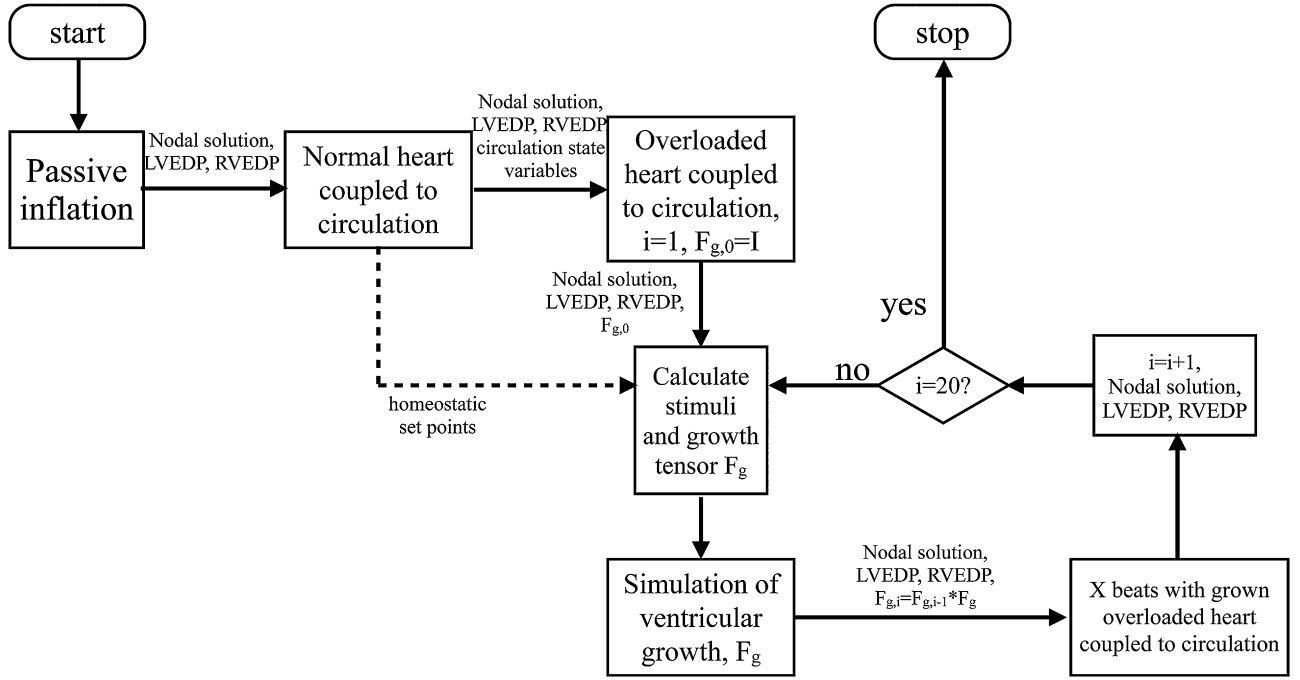 start
stop
Passive
inflation
Nodal solution,
LVEDP, RVEDP
Normal heart
coupled to
circulation
Nodal solution,
LVEDP, RVEDP
circulation state
variables
Overloaded
heart coupled
to circulation,
i=1, Fg,0=I
Nodal solution,
LVEDP, RVEDP,
Fg,0
homeostatic
set points
Calculate
stimuli
and growth
tensor Fg
no
yes
i=20?
i=i+1,
Nodal solution,
LVEDP, RVEDP
Simulation of
ventricular
growth, Fg
Nodal solution,
LVEDP, RVEDP,
Fg,i=Fg,i-1*Fg
X beats with grown
overloaded heart
coupled to circulation